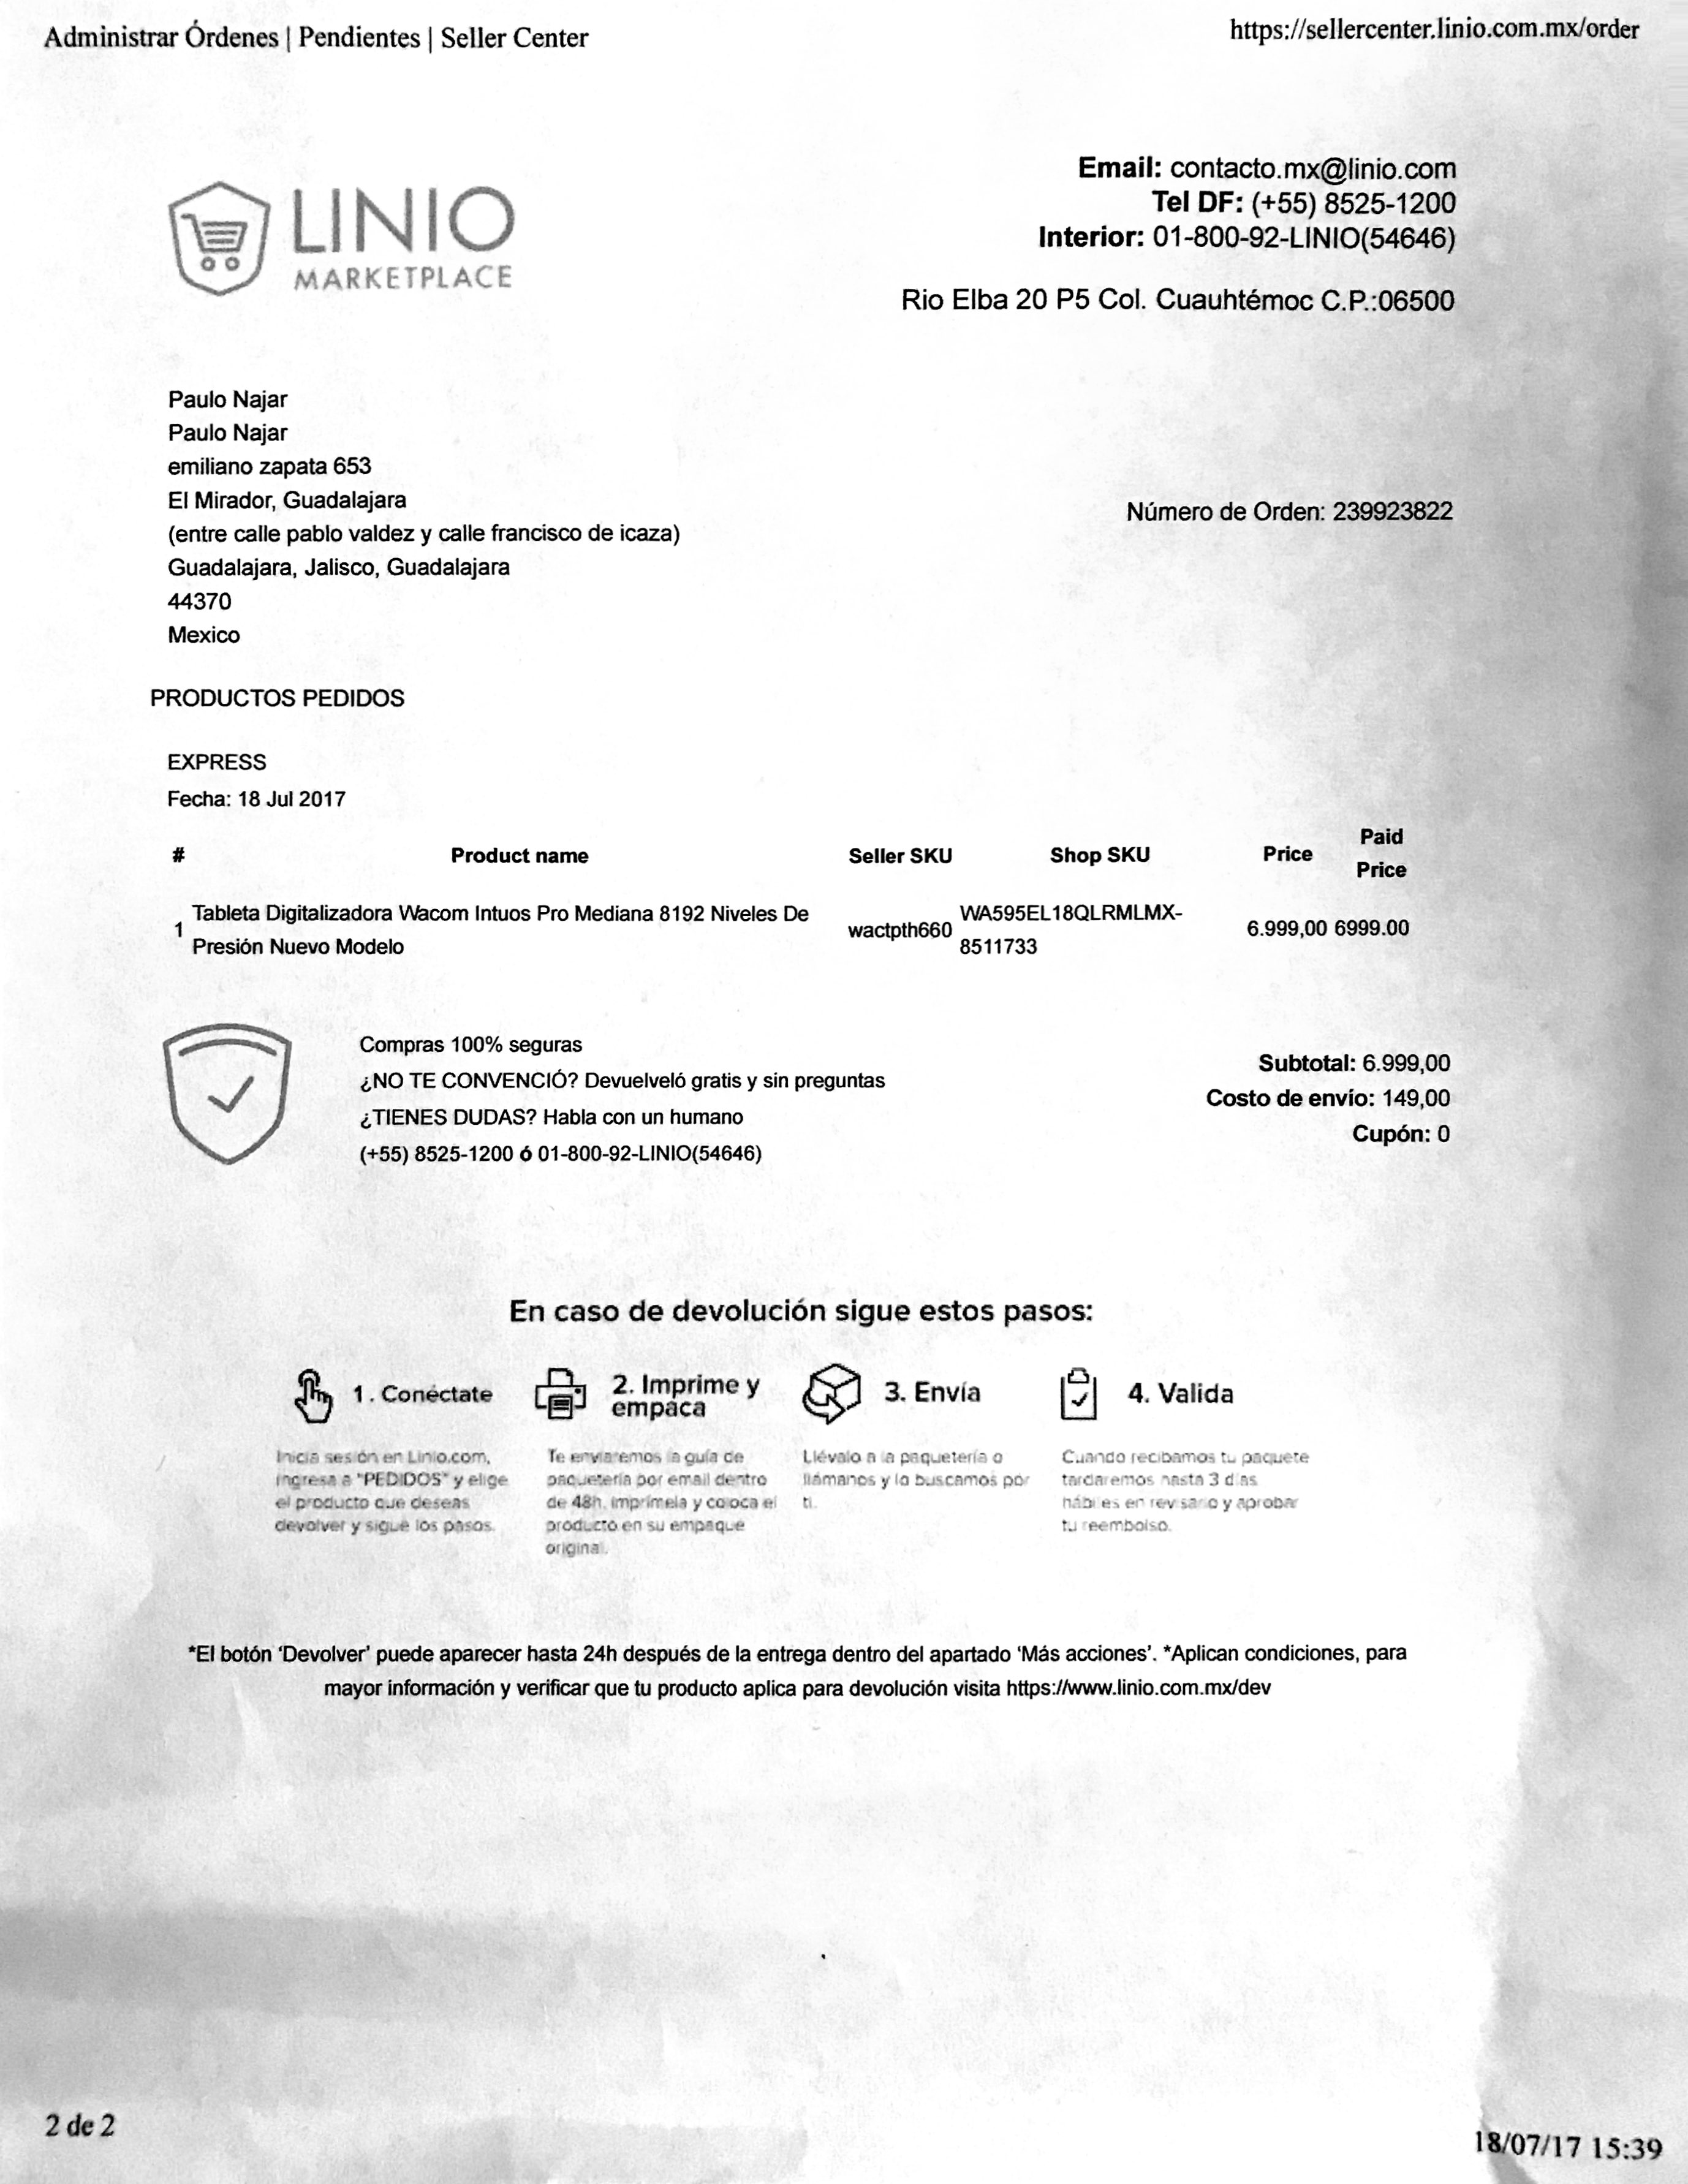 Administrar Órdenes | Pendientes | Seller Center
https://sellercenter.linio.com.mx/order
LINIO
MARKETPLACE
Email: contacto.mx@linio.com
Tel DF: (+55) 8525-1200
Interior: 01-800-92-LINIO(54646)
Rio Elba 20 P5 Col. Cuauhtémoc C.P.:06500
Paulo Najar
Paulo Najar
emiliano zapata 653
El Mirador, Guadalajara
(entre calle pablo valdez y calle francisco de icaza)
Guadalajara, Jalisco, Guadalajara
44370
Mexico
Número de Orden: 239923822
PRODUCTOS PEDIDOS
EXPRESS
Fecha: 18 Jul 2017
# Product name Seller SKU Shop SKU Price Paid Price
1 Tableta Digitalizadora Wacom Intuos Pro Mediana 8192 Niveles De wactpth660 WA595EL18QLRMLMX- 6.999,00 6999.00
Presión Nuevo Modelo 8511733
Compras 100% seguras
¿NO TE CONVENCIÓ? Devuelveló gratis y sin preguntas
¿TIENES DUDAS? Habla con un humano
(+55) 8525-1200 ó 01-800-92-LINIO(54646)
Subtotal: 6.999,00
Costo de envío: 149,00
Cupón: 0
En caso de devolución sigue estos pasos:
1. Conéctate
Inicia sesión en Linio.com,
ingresa a "PEDIDOS" y elige
el producto que deseas
devolver y sigue los pasos.
2. Imprime y
empaca
Te enviaremos la guía de
paquetería por email dentro
de 48h, imprímela y coloca el
producto en su empaque
original.
3. Envía
Llévalo a la paquetería o
llámanos y lo buscamos por
ti.
4. Valida
Cuando recibamos tu paquete
tardaremos hasta 3 días
hábiles en revisarlo y aprobar
tu reembolso.
*El botón ‘Devolver’ puede aparecer hasta 24h después de la entrega dentro del apartado ‘Más acciones’. *Aplican condiciones, para
mayor información y verificar que tu producto aplica para devolución visita https://www.linio.com.mx/dev
2 de 2
18/07/17 15:39